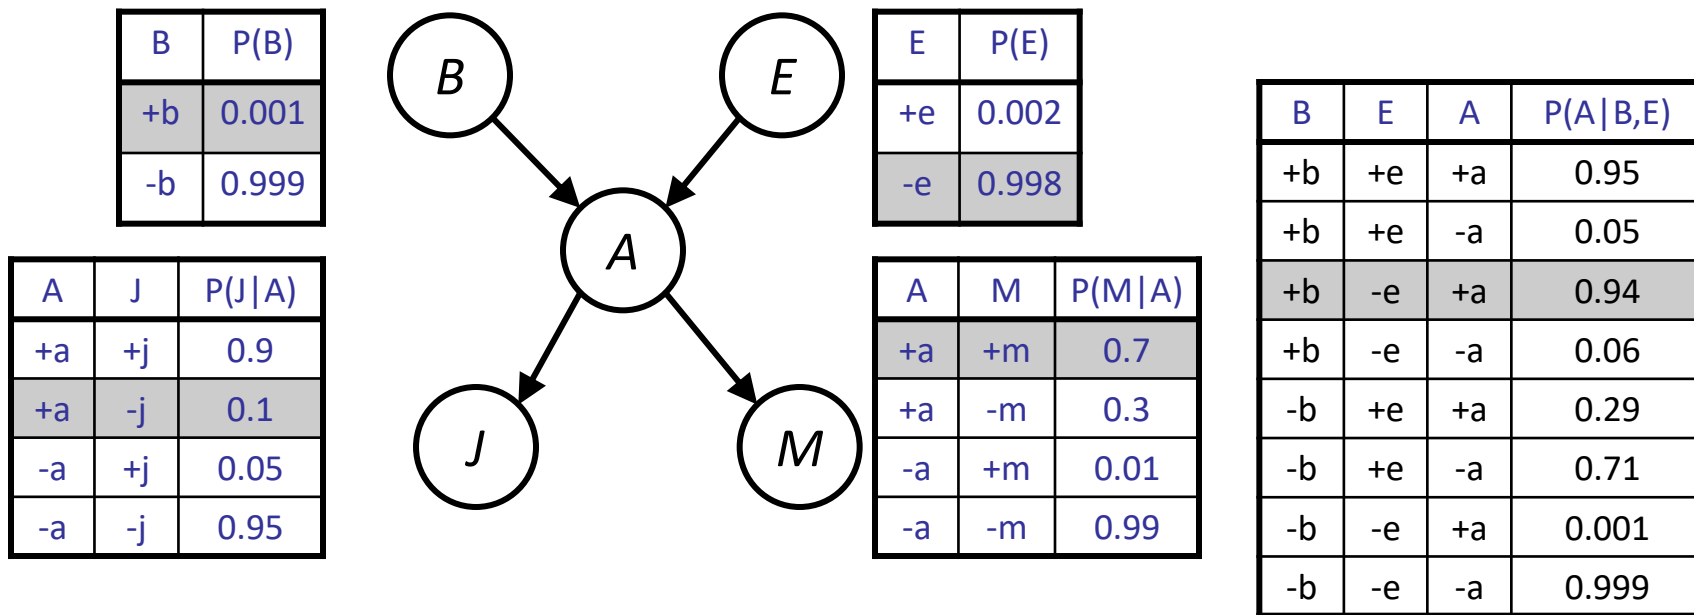 B P(B)
+b 0.001
-b 0.999
B
E
E P(E)
+e 0.002
-e 0.998
A
A J P(J|A)
+a +j 0.9
+a -j 0.1
-a +j 0.05
-a -j 0.95
J
M
A M P(M|A)
+a +m 0.7
+a -m 0.3
-a +m 0.01
-a -m 0.99
B E A P(A|B,E)
+b +e +a 0.95
+b +e -a 0.05
+b -e +a 0.94
+b -e -a 0.06
-b +e +a 0.29
-b +e -a 0.71
-b -e +a 0.001
-b -e -a 0.999